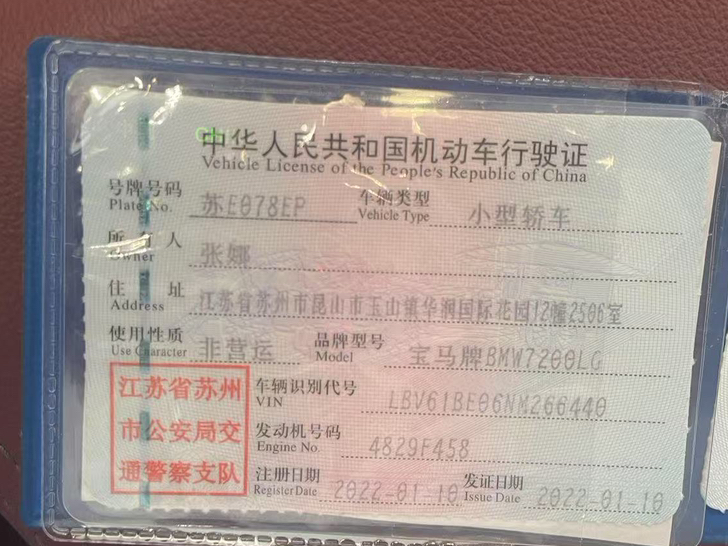 中华人民共和国机动车行驶证
Vehicle License of the People's Republic of China
号牌号码 苏E078EP 车辆类型 小型轿车
Plate No. Vehicle Type
所有人 张娜
Owner
住址 江苏省苏州市昆山市玉山镇华润国际花园12幢2506室
Address
使用性质 非营运 品牌型号 宝马牌BMW7200LG
Use Character Model
江苏省苏州
市公安局交
通警察支队
车辆识别代号 LBV61BE06NM266440
VIN
发动机号码 4829F458
Engine No.
注册日期 2022-01-10 发证日期 2022-01-10
Register Date Issue Date